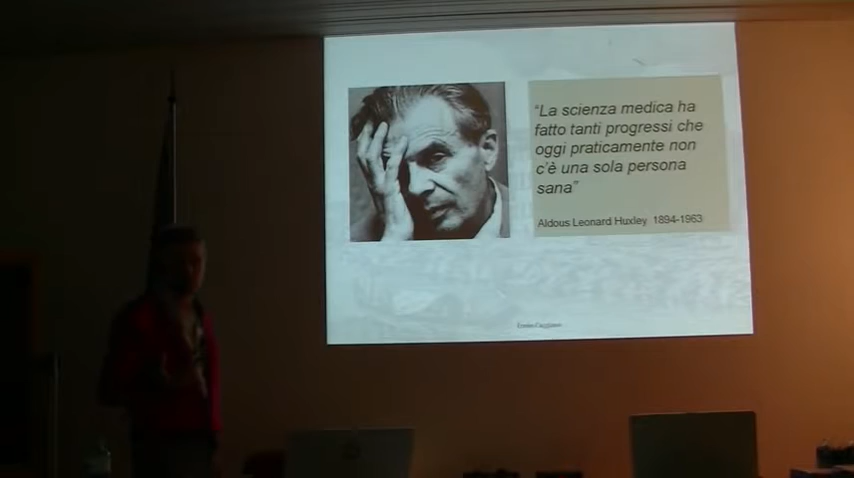 “La scienza medica ha
fatto tanti progressi che
oggi praticamente non
c'è una sola persona
sana”
Aldous Leonard Huxley 1894-1963